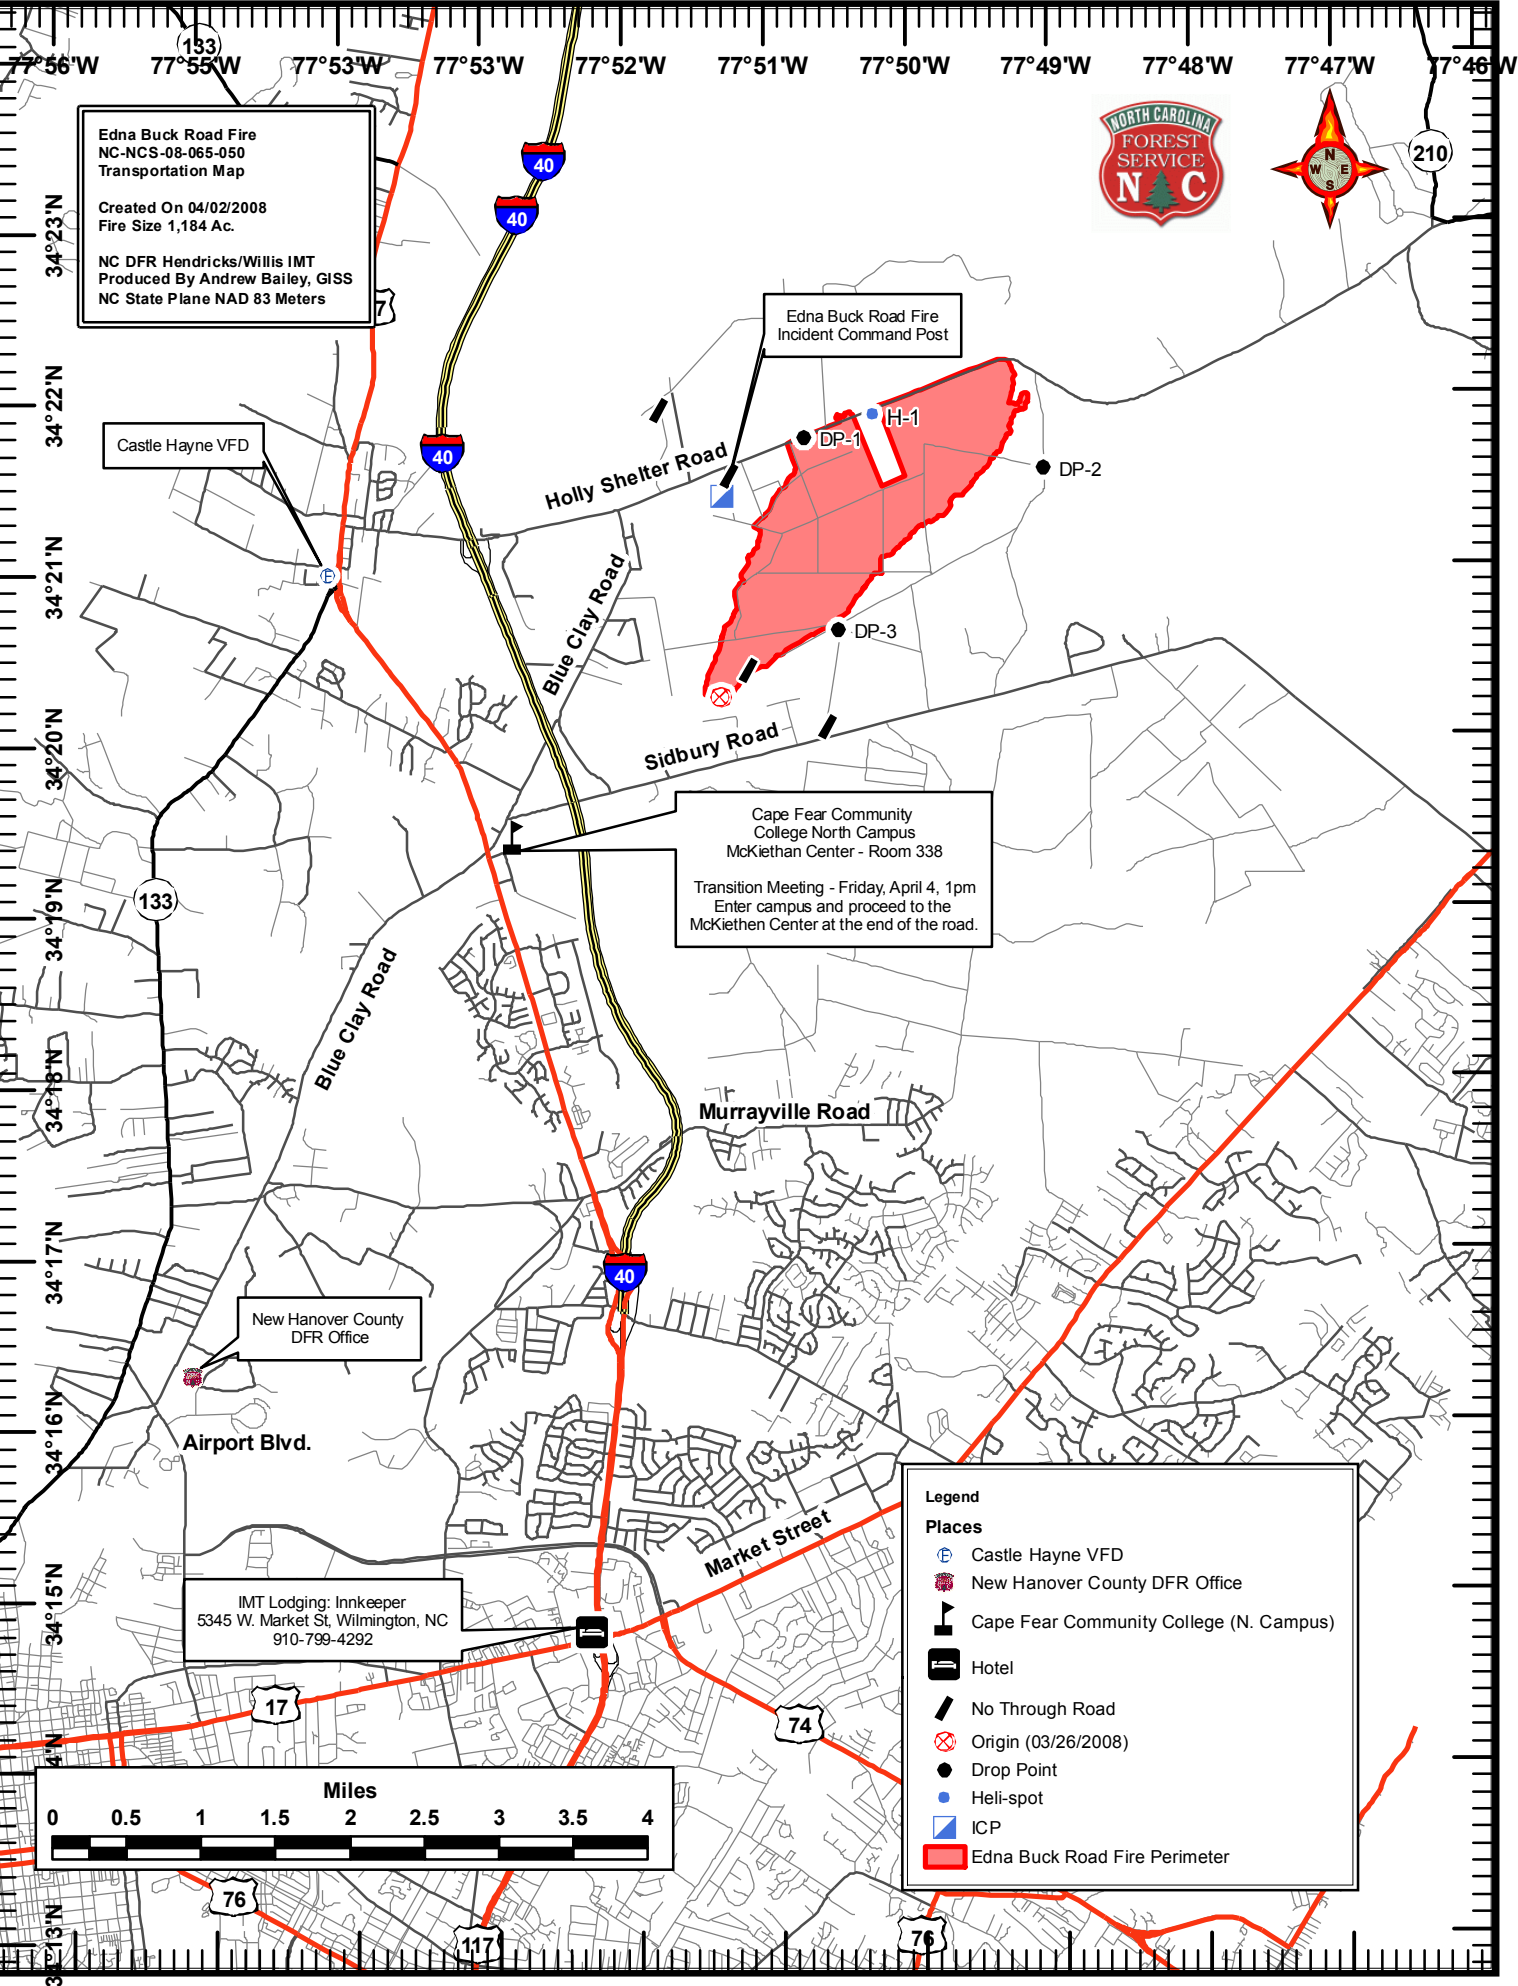 77°56'W 77°55'W 77°53'W 77°53'W 77°52'W 77°51'W 77°50'W 77°49'W 77°48'W 77°47'W 77°46'W
133
Edna Buck Road Fire
NC-NCS-08-065-050
Transportation Map
Created On 04/02/2008
Fire Size 1,184 Ac.
NC DFR Hendricks/Willis IMT
Produced By Andrew Bailey, GISS
NC State Plane NAD 83 Meters
40
40
NORTH CAROLINA
FOREST
SERVICE
N C
N
W E
S
210
34°23'N
7
Edna Buck Road Fire
Incident Command Post
34°22'N
H-1
DP-1
Castle Hayne VFD
40
Holly Shelter Road
DP-2
34°21'N
E
Blue Clay Road
DP-3
34°20'N
Sidbury Road
Cape Fear Community
College North Campus
McKiethan Center - Room 338
Transition Meeting - Friday, April 4, 1pm
Enter campus and proceed to the
McKiethen Center at the end of the road.
34°19'N
133
Blue Clay Road
34°18'N
Murrayville Road
34°17'N
40
New Hanover County
DFR Office
34°16'N
Airport Blvd.
Market Street
34°15'N
IMT Lodging: Innkeeper
5345 W. Market St, Wilmington, NC
910-799-4292
17
74
4'N
Legend
Places
E Castle Hayne VFD
New Hanover County DFR Office
Cape Fear Community College (N. Campus)
Hotel
No Through Road
Origin (03/26/2008)
Drop Point
Heli-spot
ICP
Edna Buck Road Fire Perimeter
Miles
0 0.5 1 1.5 2 2.5 3 3.5 4
76
117
76
34°13'N